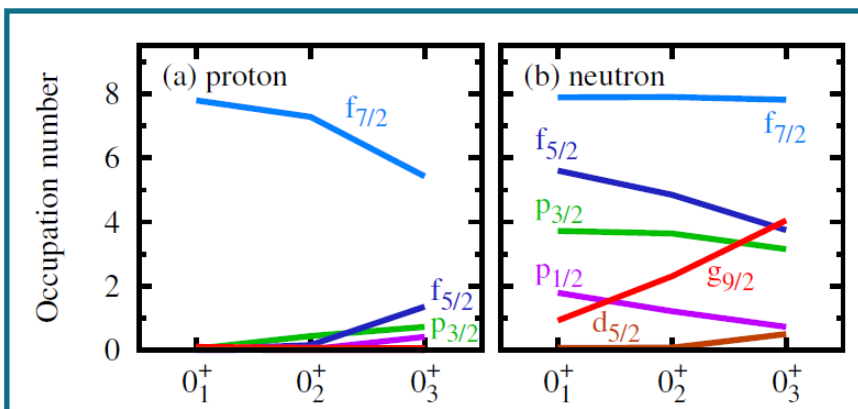 Occupation number
(a) proton
8
6
4
2
0
f7/2
f5/2
p3/2
0+1
0+2
0+3
(b) neutron
f7/2
f5/2
p3/2
p1/2
g9/2
d5/2
0+1
0+2
0+3